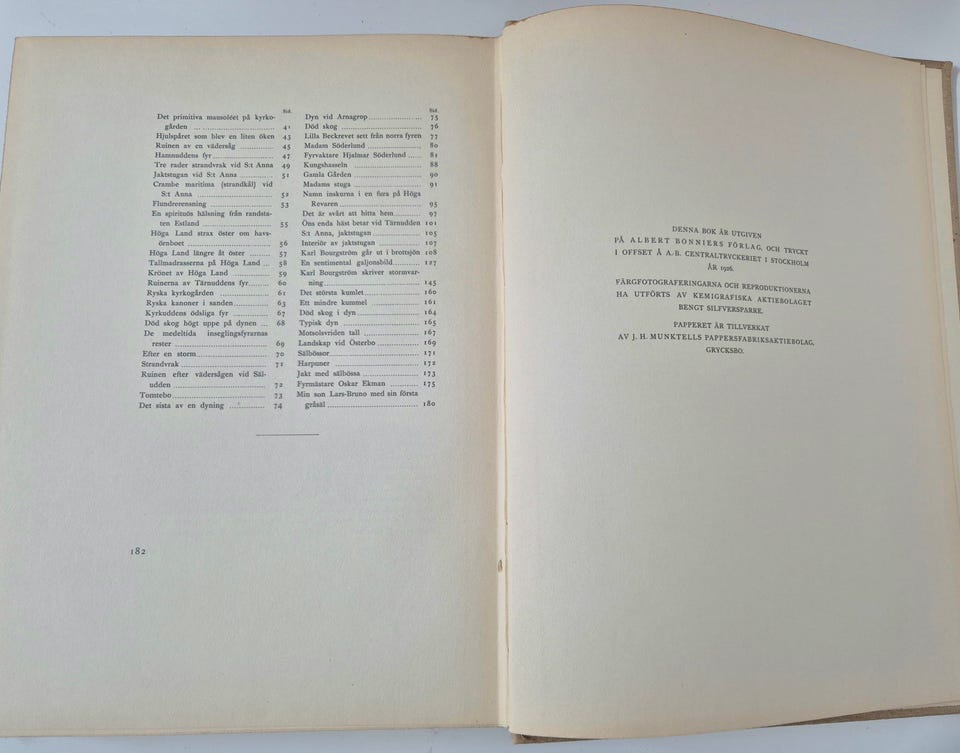 Sid.
Det primitiva mausoléet på kyrko-
gården ... 41
Hjulspåret som blev en liten öken 43
Ruinen av en vädersåg ... 45
Hamnuddens fyr ... 47
Tre rader strandvrak vid S:t Anna 49
Jaktstugan vid S:t Anna ... 51
Crambe maritima (strandkål) vid
S:t Anna ... 52
Flundrerensning ... 53
En spirituös hälsning från randsta-
ten Estland ... 55
Höga Land strax öster om havs-
örnboet ... 56
Höga Land längre åt öster ... 57
Tallmadrasserna på Höga Land ... 58
Krönet av Höga Land ... 59
Ruinerna av Tärnuddens fyr ... 60
Ryska kyrkogården ... 61
Ryska kanoner i sanden ... 63
Kyrkuddens ödsliga fyr ... 67
Död skog högt uppe på dynen ... 68
De medeltida inseglingsfyrarnas
rester ... 69
Efter en storm ... 70
Strandvrak ... 71
Ruinen efter vädersågen vid Säl-
udden ... 72
Tomtebo ... 73
Det sista av en dyning ... 74
Sid.
Dyn vid Arnagrop ... 75
Död skog ... 76
Lilla Beckrevet sett från norra fyren 77
Madam Söderlund ... 80
Fyrvaktare Hjalmar Söderlund ... 81
Kungshasseln ... 88
Gamla Gården ... 90
Madams stuga ... 91
Namn inskurna i en fura på Höga
Revaren ... 95
Det är svårt att hitta hem ... 97
Öns enda häst betar vid Tärnudden 101
S:t Anna, jaktstugan ... 105
Interiör av jaktstugan ... 107
Karl Bourgström går ut i brottsjön 108
En sentimental galjonsbild ... 127
Karl Bourgström skriver stormvar-
ning ... 145
Det största kumlet ... 160
Ett mindre kummel ... 161
Död skog i dyn ... 164
Typisk dyn ... 165
Motsolsvriden tall ... 167
Landskap vid Österbo ... 169
Sälbössor ... 171
Harpuner ... 172
Jakt med sälbössa ... 173
Fyrmästare Oskar Ekman ... 175
Min son Lars-Bruno med sin första
gråsäl ... 180
182
DENNA BOK ÄR UTGIVEN
PÅ ALBERT BONNIERS FÖRLAG, OCH TRYCKT
I OFFSET Å A.-B. CENTRALTRYCKERIET I STOCKHOLM
ÅR 1926.
FÄRGFOTOGRAFERINGARNA OCH REPRODUKTIONERNA
HA UTFÖRTS AV KEMIGRAFISKA AKTIEBOLAGET
BENGT SILFVERSPARRE.
PAPPERET ÄR TILLVERKAT
AV J. H. MUNKTELLS PAPPERSFABRIKSAKTIEBOLAG,
GRYCKSBO.